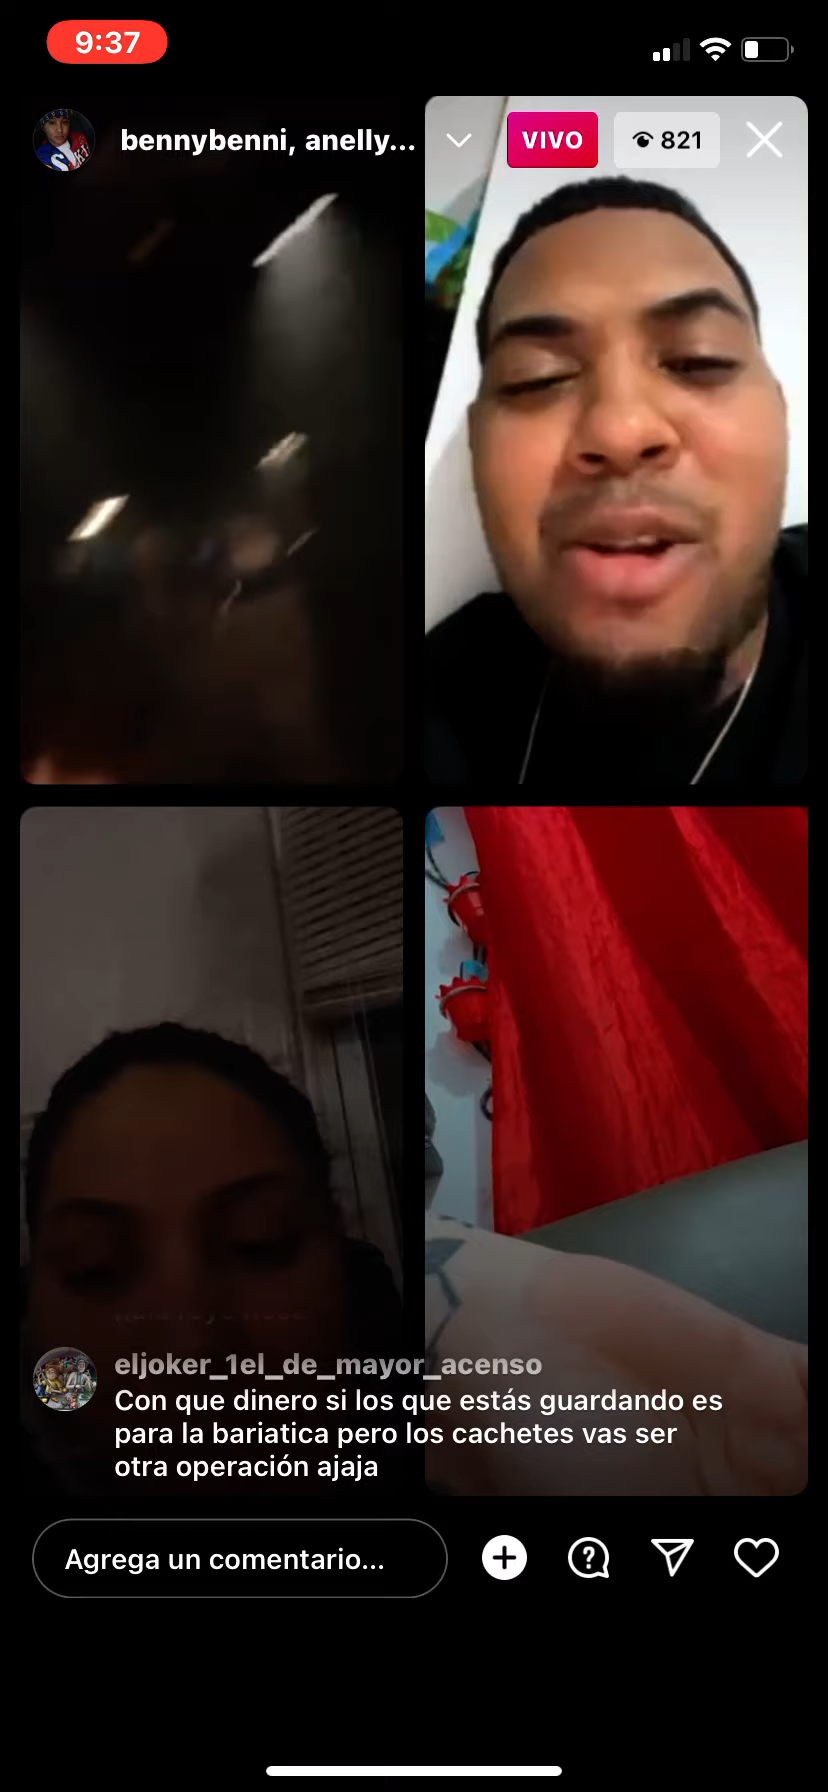 9:37
bennybenni, anelly...
VIVO
821
eljoker_1el_de_mayor_acenso
Con que dinero si los que estás guardando es
para la bariatica pero los cachetes vas ser
otra operación ajaja
Agrega un comentario...